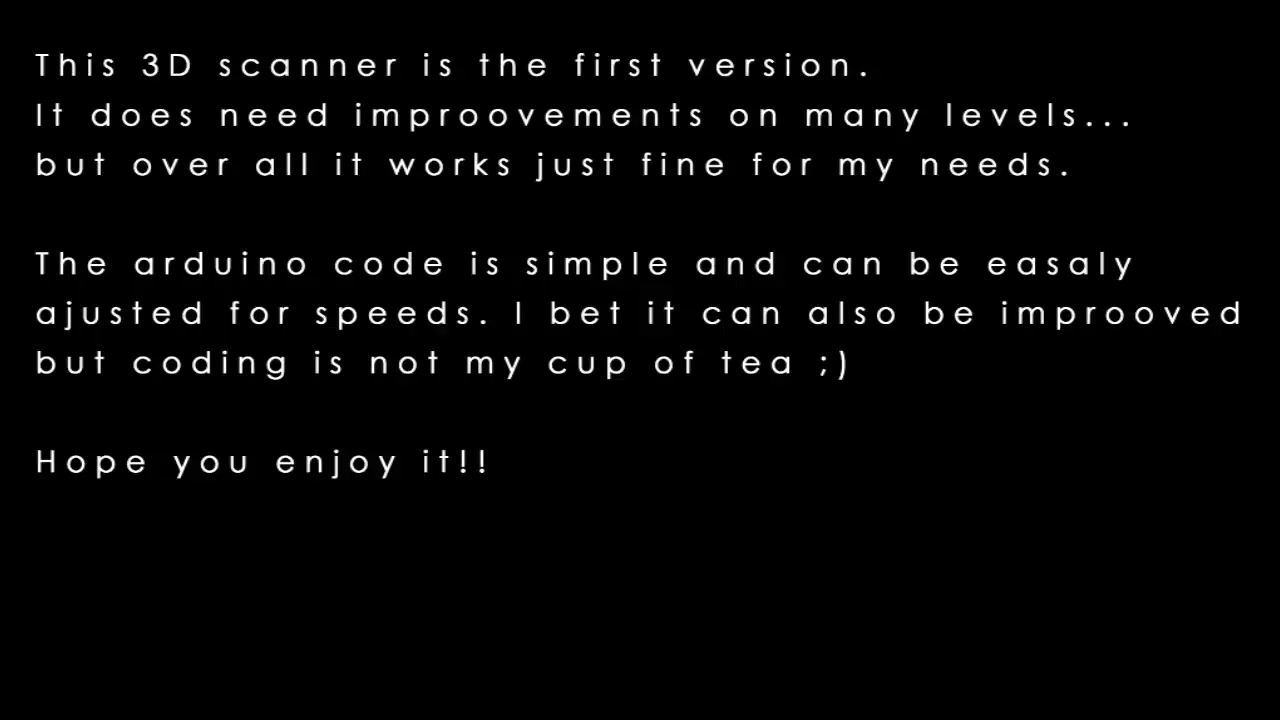 This 3D scanner is the first version.
It does need improovements on many levels...
but over all it works just fine for my needs.
The arduino code is simple and can be easaly
ajusted for speeds. I bet it can also be improoved
but coding is not my cup of tea ;)
Hope you enjoy it!!